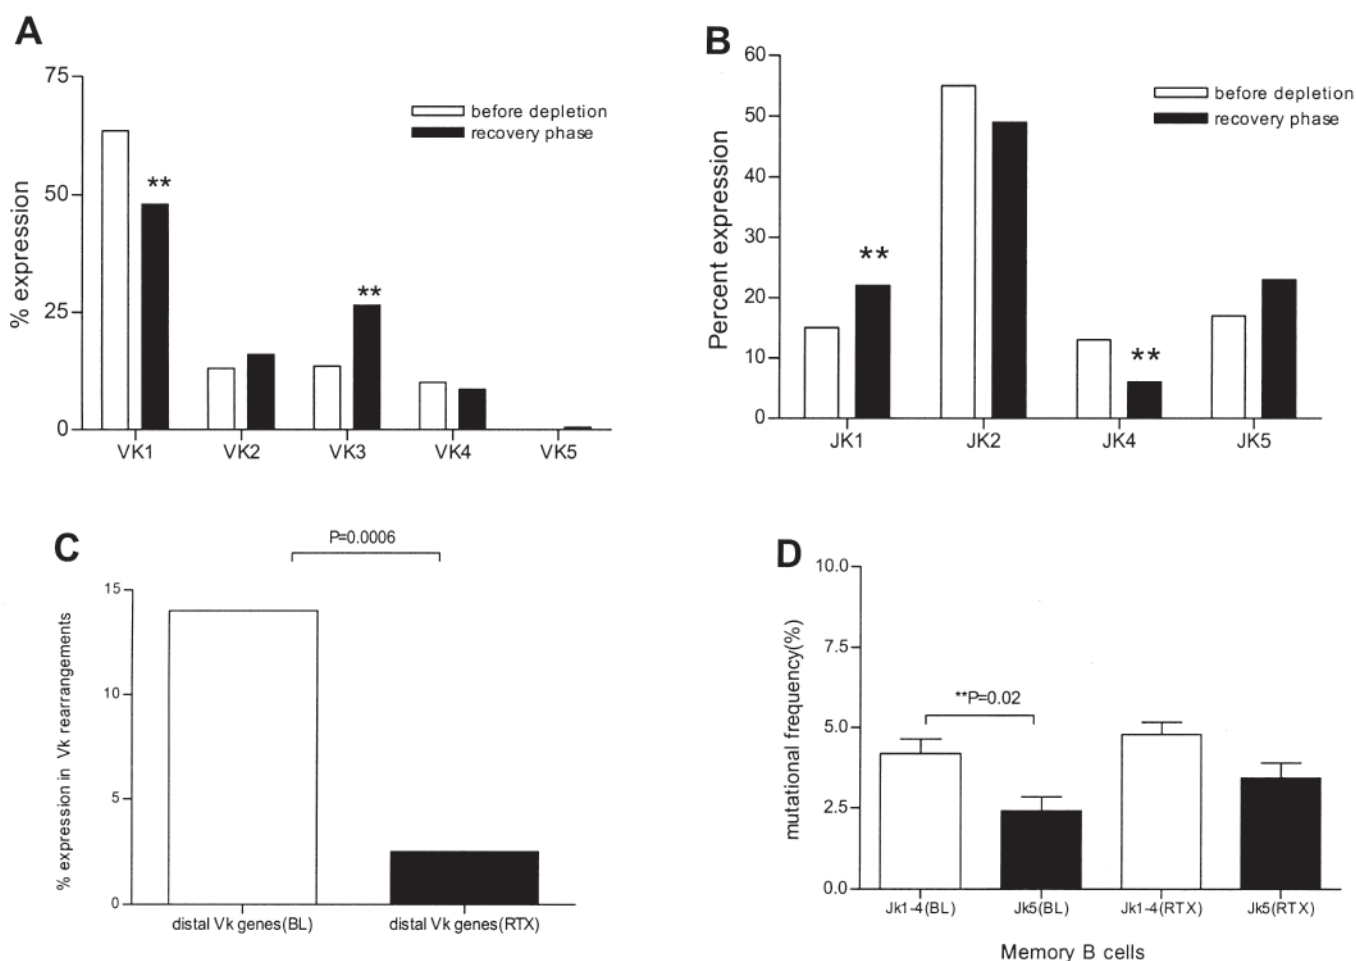 A
75
50
25
0
% expression
before depletion
recovery phase
**
**
VK1 VK2 VK3 VK4 VK5
B
60
50
40
30
20
10
0
Percent expression
before depletion
recovery phase
**
**
JK1 JK2 JK4 JK5
C
P=0.0006
15
10
5
0
% expression in Vk rearrangements
distal Vk genes(BL) distal Vk genes(RTX)
D
10.0
7.5
5.0
2.5
0.0
mutational frequency(%)
**P=0.02
Jk1-4(BL) Jk5(BL) Jk1-4(RTX) Jk5(RTX)
Memory B cells